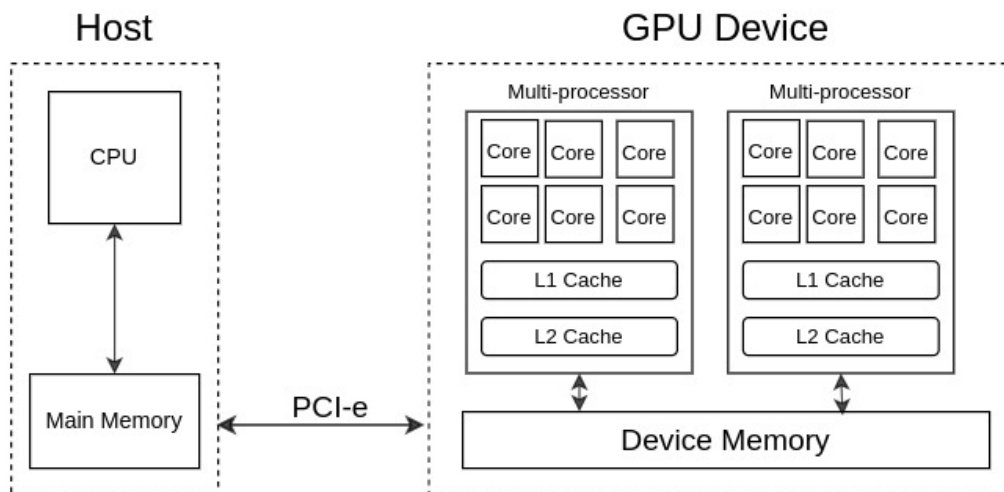 Host
GPU Device
Multi-processor
Multi-processor
CPU
Core Core Core
Core Core Core
Core Core Core
Core Core Core
L1 Cache
L1 Cache
L2 Cache
L2 Cache
PCI-e
Main Memory
Device Memory